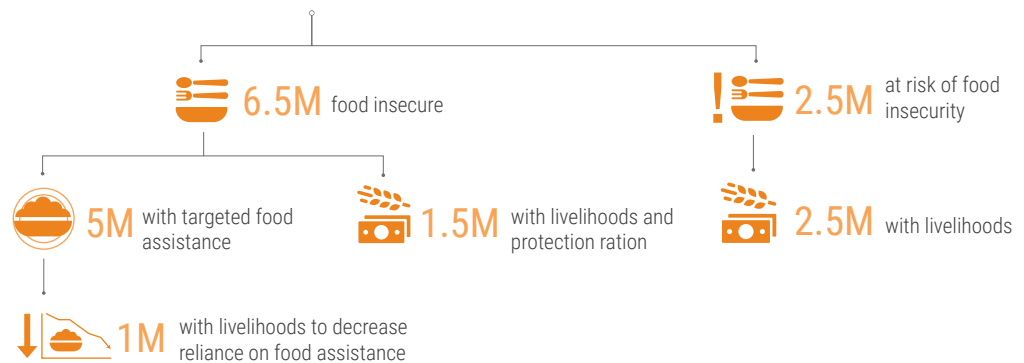 6.5M food insecure
2.5M at risk of food
insecurity
5M with targeted food
assistance
1.5M with livelihoods and
protection ration
2.5M with livelihoods
1M with livelihoods to decrease
reliance on food assistance